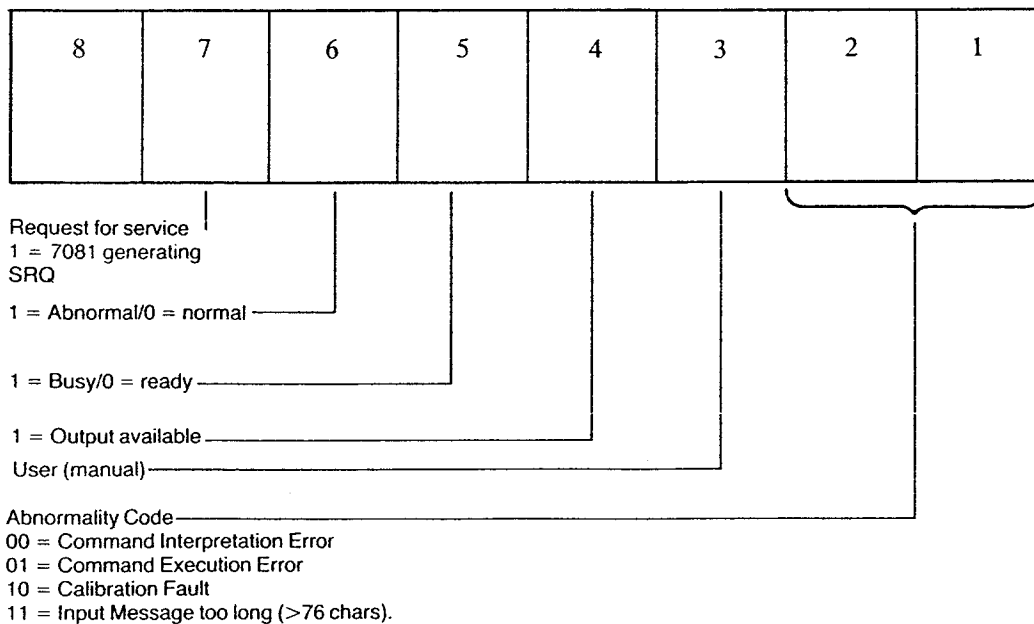 8 7 6 5 4 3 2 1
Request for service
1 = 7081 generating
SRQ
1 = Abnormal/0 = normal
1 = Busy/0 = ready
1 = Output available
User (manual)
Abnormality Code
00 = Command Interpretation Error
01 = Command Execution Error
10 = Calibration Fault
11 = Input Message too long (>76 chars).